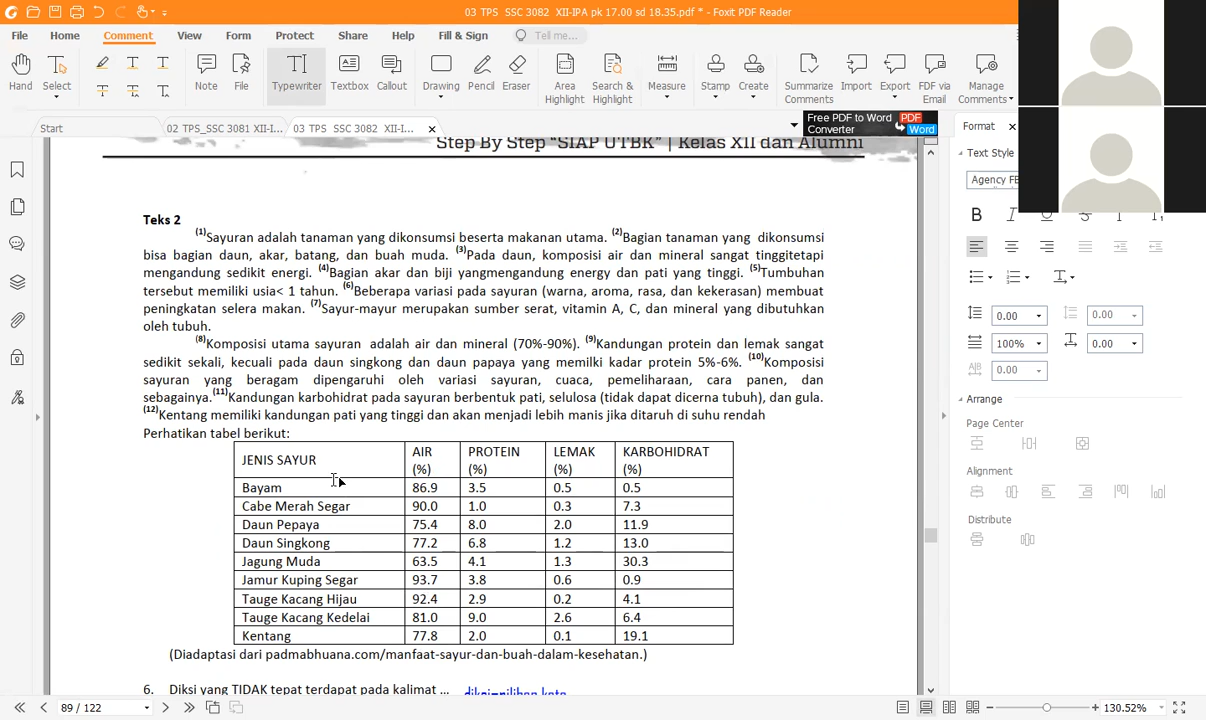 03 TPS SSC 3082 XII-IPA pk 17.00 sd 18.35.pdf * - Foxit PDF Reader
File Home Comment View Form Protect Share Help Fill & Sign Tell me...
Hand Select Note File Typewriter Textbox Callout Drawing Pencil Eraser Area Highlight Search & Highlight Measure Stamp Create Summarize Comments Import Export PDF via Email Manage Comments
Start 02 TPS_SSC 3081 XII-I... 03 TPS SSC 3082 XII-I...
Free PDF to Word Converter PDF Word
Format
Step By Step “SIAP UTBK” | Kelas XII dan Alumni
Text Style
Agency FB
Teks 2
(1)Sayuran adalah tanaman yang dikonsumsi beserta makanan utama. (2)Bagian tanaman yang dikonsumsi
bisa bagian daun, akar, batang, dan buah muda. (3)Pada daun, komposisi air dan mineral sangat tinggitetapi
mengandung sedikit energi. (4)Bagian akar dan biji yangmengandung energy dan pati yang tinggi. (5)Tumbuhan
tersebut memiliki usia< 1 tahun. (6)Beberapa variasi pada sayuran (warna, aroma, rasa, dan kekerasan) membuat
peningkatan selera makan. (7)Sayur-mayur merupakan sumber serat, vitamin A, C, dan mineral yang dibutuhkan
oleh tubuh.
(8)Komposisi utama sayuran adalah air dan mineral (70%-90%). (9)Kandungan protein dan lemak sangat
sedikit sekali, kecuali pada daun singkong dan daun papaya yang memilki kadar protein 5%-6%. (10)Komposisi
sayuran yang beragam dipengaruhi oleh variasi sayuran, cuaca, pemeliharaan, cara panen, dan
sebagainya.(11)Kandungan karbohidrat pada sayuran berbentuk pati, selulosa (tidak dapat dicerna tubuh), dan gula.
(12)Kentang memiliki kandungan pati yang tinggi dan akan menjadi lebih manis jika ditaruh di suhu rendah
Perhatikan tabel berikut:
JENIS SAYUR AIR (%) PROTEIN (%) LEMAK (%) KARBOHIDRAT (%)
Bayam 86.9 3.5 0.5 0.5
Cabe Merah Segar 90.0 1.0 0.3 7.3
Daun Pepaya 75.4 8.0 2.0 11.9
Daun Singkong 77.2 6.8 1.2 13.0
Jagung Muda 63.5 4.1 1.3 30.3
Jamur Kuping Segar 93.7 3.8 0.6 0.9
Tauge Kacang Hijau 92.4 2.9 0.2 4.1
Tauge Kacang Kedelai 81.0 9.0 2.6 6.4
Kentang 77.8 2.0 0.1 19.1
(Diadaptasi dari padmabhuana.com/manfaat-sayur-dan-buah-dalam-kesehatan.)
6. Diksi yang TIDAK tepat terdapat pada kalimat ... diksi=pilihan kata
0.00 0.00
100% 0.00
0.00
Arrange
Page Center
Alignment
Distribute
89 / 122
130.52%